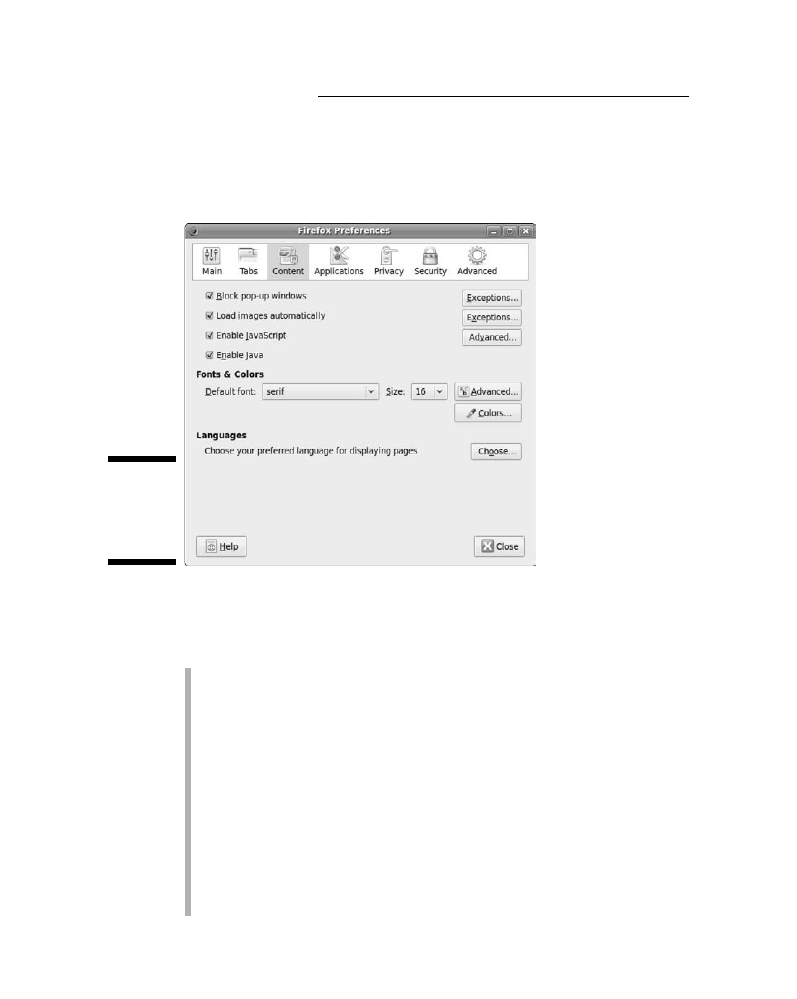 Firefox Preferences
Main Tabs Content Applications Privacy Security Advanced
Block pop-up windows Exceptions...
Load images automatically Exceptions...
Enable JavaScript Advanced...
Enable Java
Fonts & Colors
Default font: serif Size: 16 Advanced...
Colors...
Languages
Choose your preferred language for displaying pages Choose...
Help Close